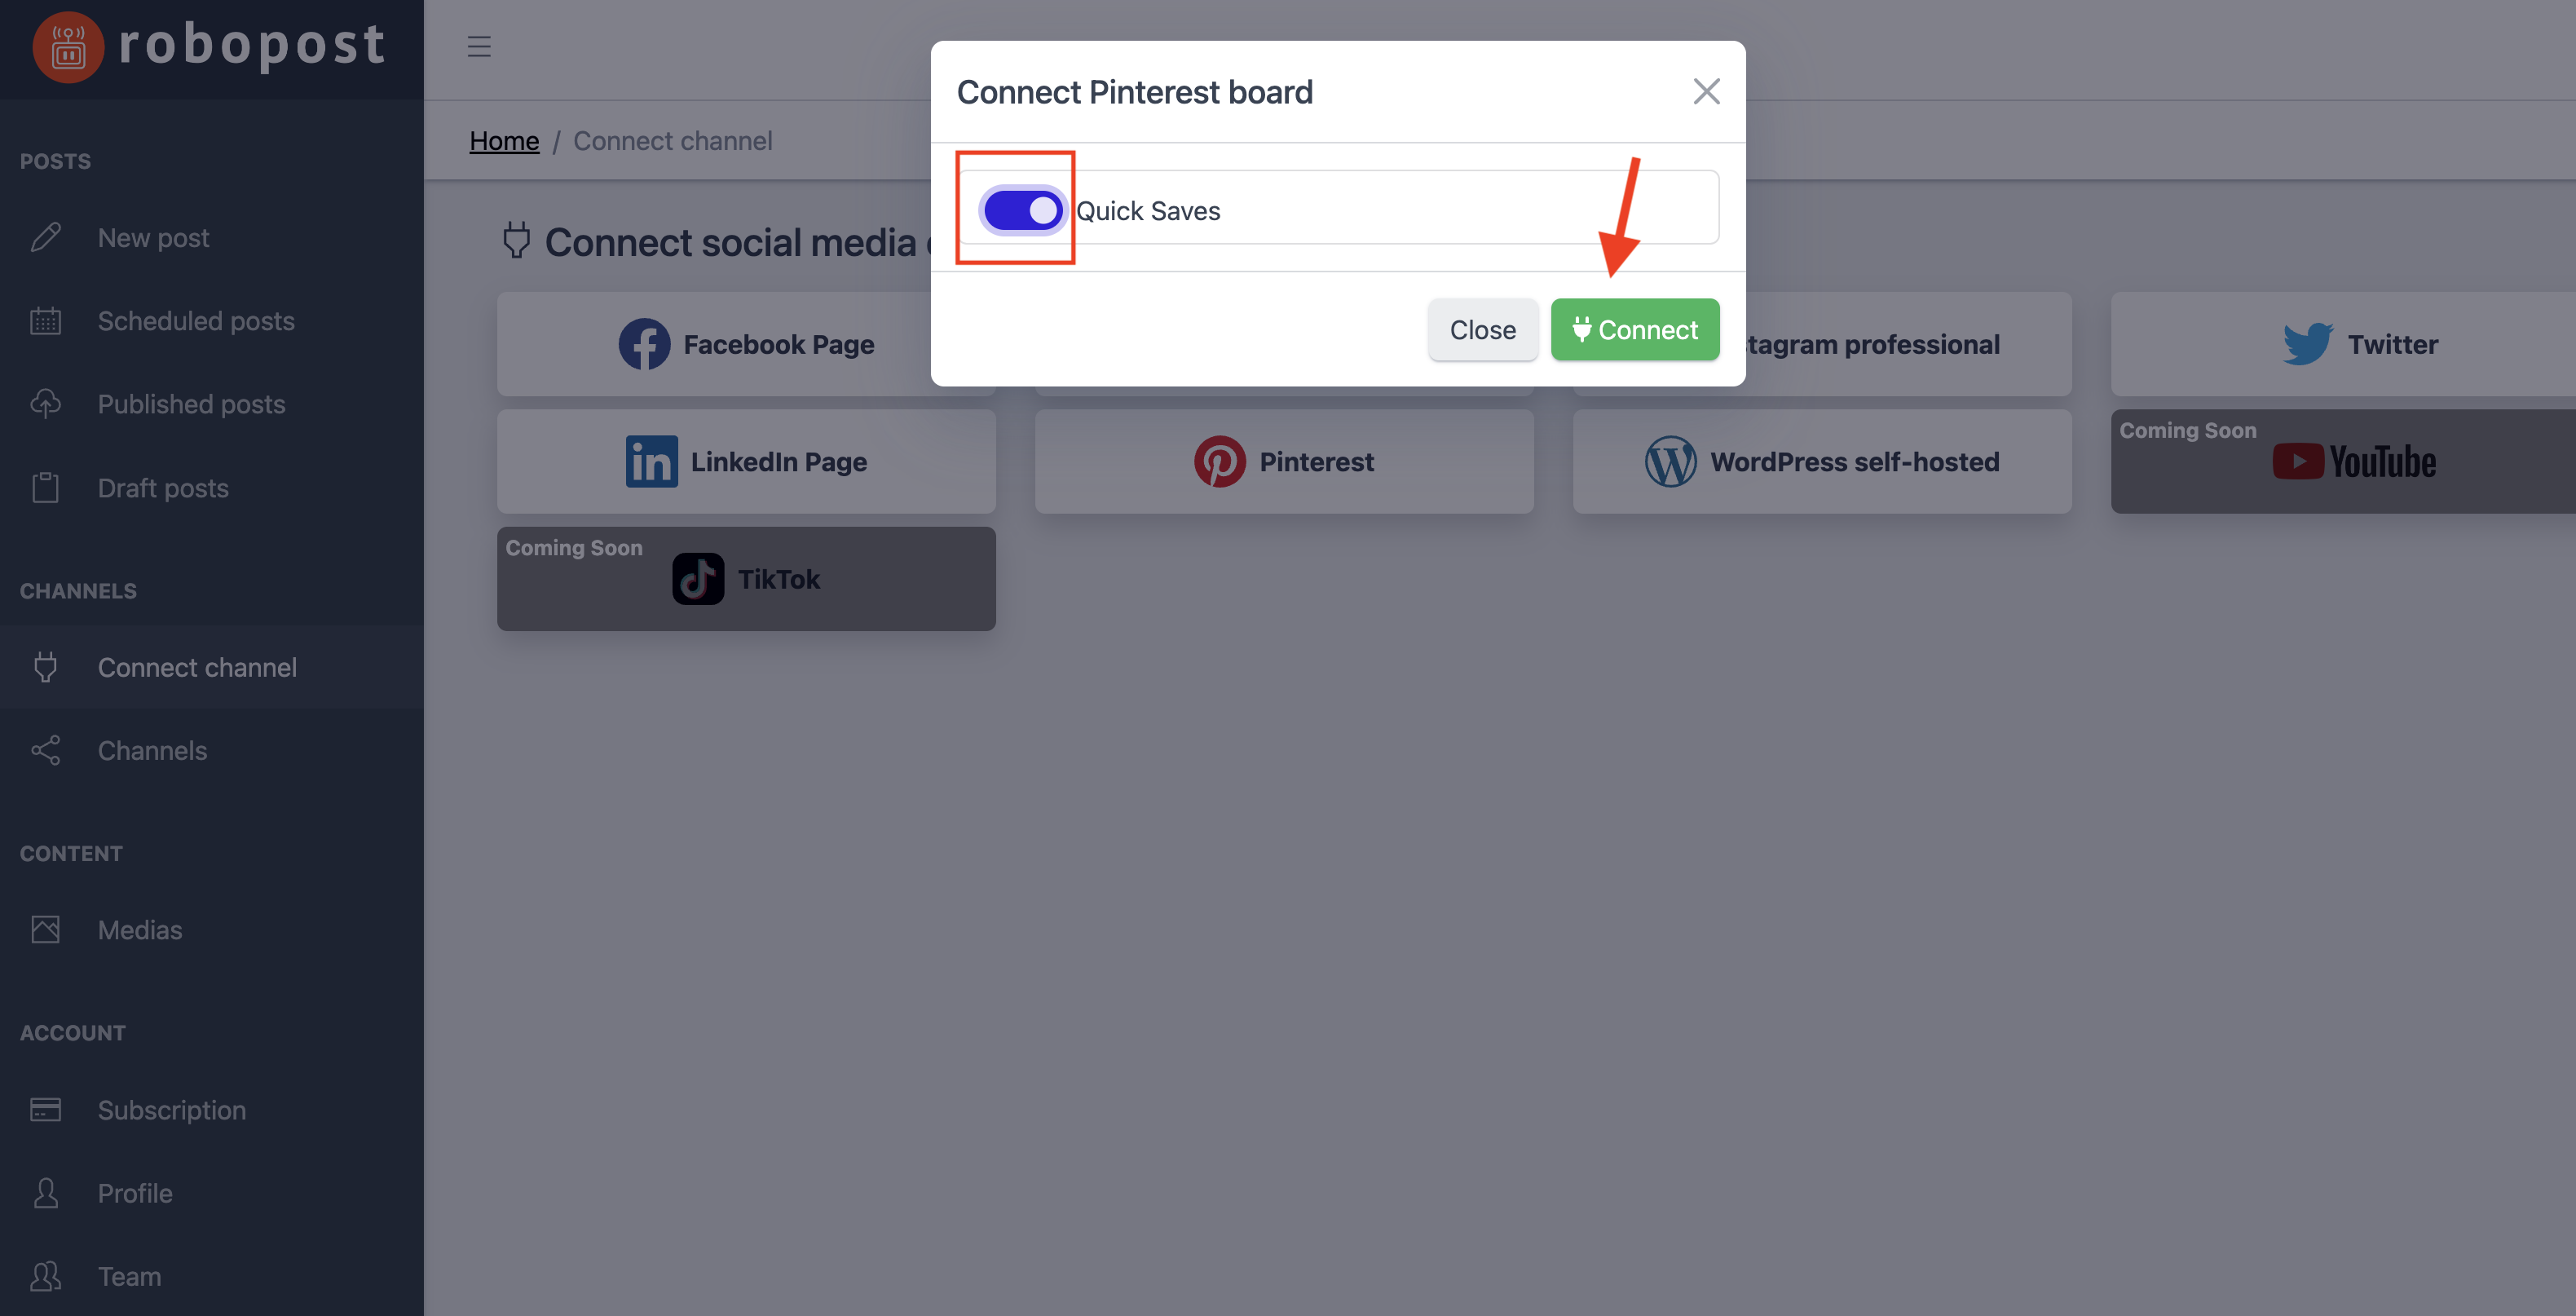 robopost
POSTS
New post
Scheduled posts
Published posts
Draft posts
CHANNELS
Connect channel
Channels
CONTENT
Medias
ACCOUNT
Subscription
Profile
Team
Home / Connect channel
Connect social media
Connect Pinterest board
Quick Saves
Close
Connect
Facebook Page
tagram professional
Twitter
LinkedIn Page
Pinterest
WordPress self-hosted
Coming Soon
YouTube
Coming Soon
TikTok